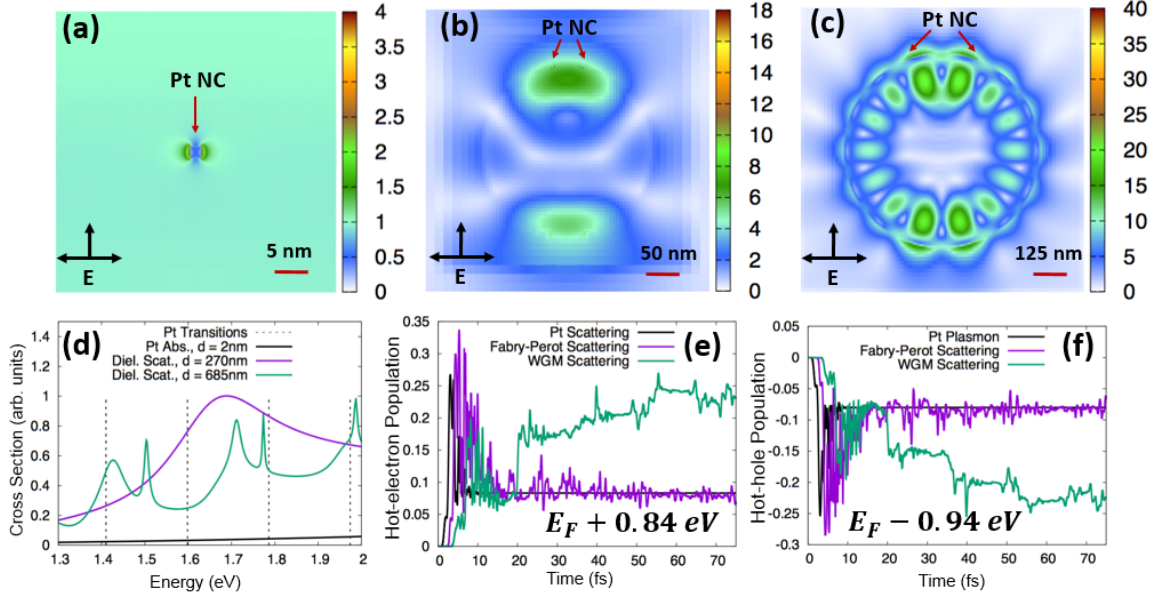 (a)
Pt NC
E
5 nm
4
3.5
3
2.5
2
1.5
1
0.5
0
(b)
Pt NC
E
50 nm
18
16
14
12
10
8
6
4
2
0
(c)
Pt NC
E
125 nm
40
35
30
25
20
15
10
5
0
(d)
Pt Transitions
Pt Abs., d = 2nm
Diel. Scat., d = 270nm
Diel. Scat., d = 685nm
Cross Section (arb. units)
1.4
1.2
1
0.8
0.6
0.4
0.2
0
1.3 1.4 1.5 1.6 1.7 1.8 1.9 2
Energy (eV)
(e)
Pt Scattering
Fabry-Perot Scattering
WGM Scattering
Hot-electron Population
0.35
0.3
0.25
0.2
0.15
0.1
0.05
0
E_F + 0.84 eV
0 10 20 30 40 50 60 70
Time (fs)
(f)
Pt Plasmon
Fabry-Perot Scattering
WGM Scattering
Hot-hole Population
0.05
0
-0.05
-0.1
-0.15
-0.2
-0.25
-0.3
E_F − 0.94 eV
0 10 20 30 40 50 60 70
Time (fs)